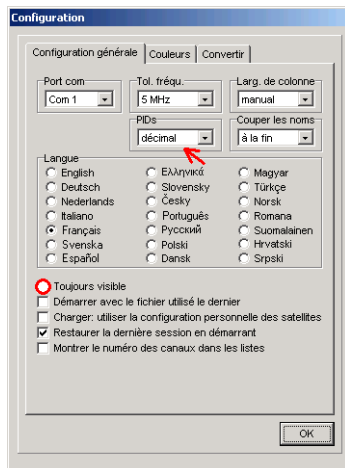 Configuration
Configuration générale Couleurs Convertir
Port com Tol. fréqu. Larg. de colonne
Com 1 5 MHz manual
PIDs Couper les noms
décimal à la fin
Langue
English Ελληνικά Magyar
Deutsch Slovensky Türkçe
Nederlands Česky Norsk
Italiano Português Romana
Français Русский Suomalainen
Svenska Polski Hrvatski
Español Dansk Srpski
Toujours visible
Démarrer avec le fichier utilisé le dernier
Charger: utiliser la configuration personnelle des satellites
Restaurer la dernière session en démarrant
Montrer le numéro des canaux dans les listes
OK